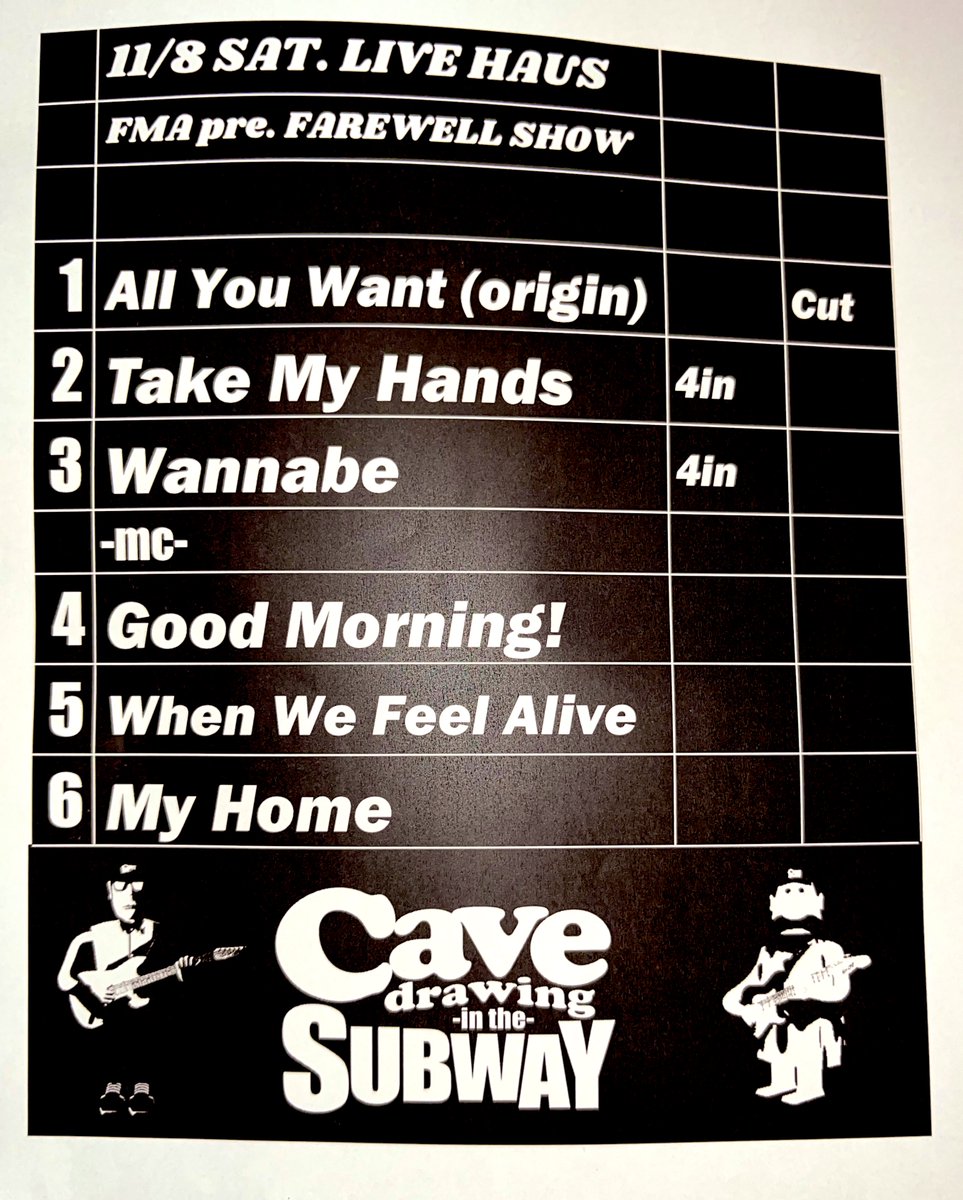 11/8 SAT. LIVE HAUS
FMA pre. FAREWELL SHOW
1 All You Want (origin) Cut
2 Take My Hands 4in
3 Wannabe 4in
-mc-
4 Good Morning!
5 When We Feel Alive
6 My Home
Cave
drawing
-in the-
SUBWAY